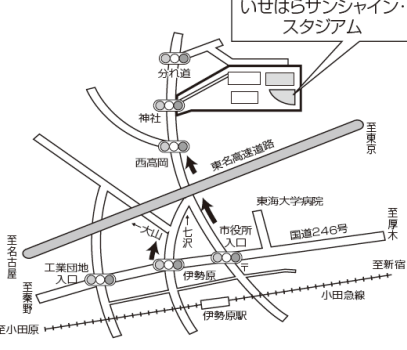 いせはらサンシャイン・
スタジアム
分れ道
神社
西高岡
東名高速道路
至東京
東海大学病院
←大山
↑七沢
市役所
入口
国道246号
至厚木
至名古屋
工業団地
入口
伊勢原
〒
至新宿
至秦野
小田急線
伊勢原駅
至小田原